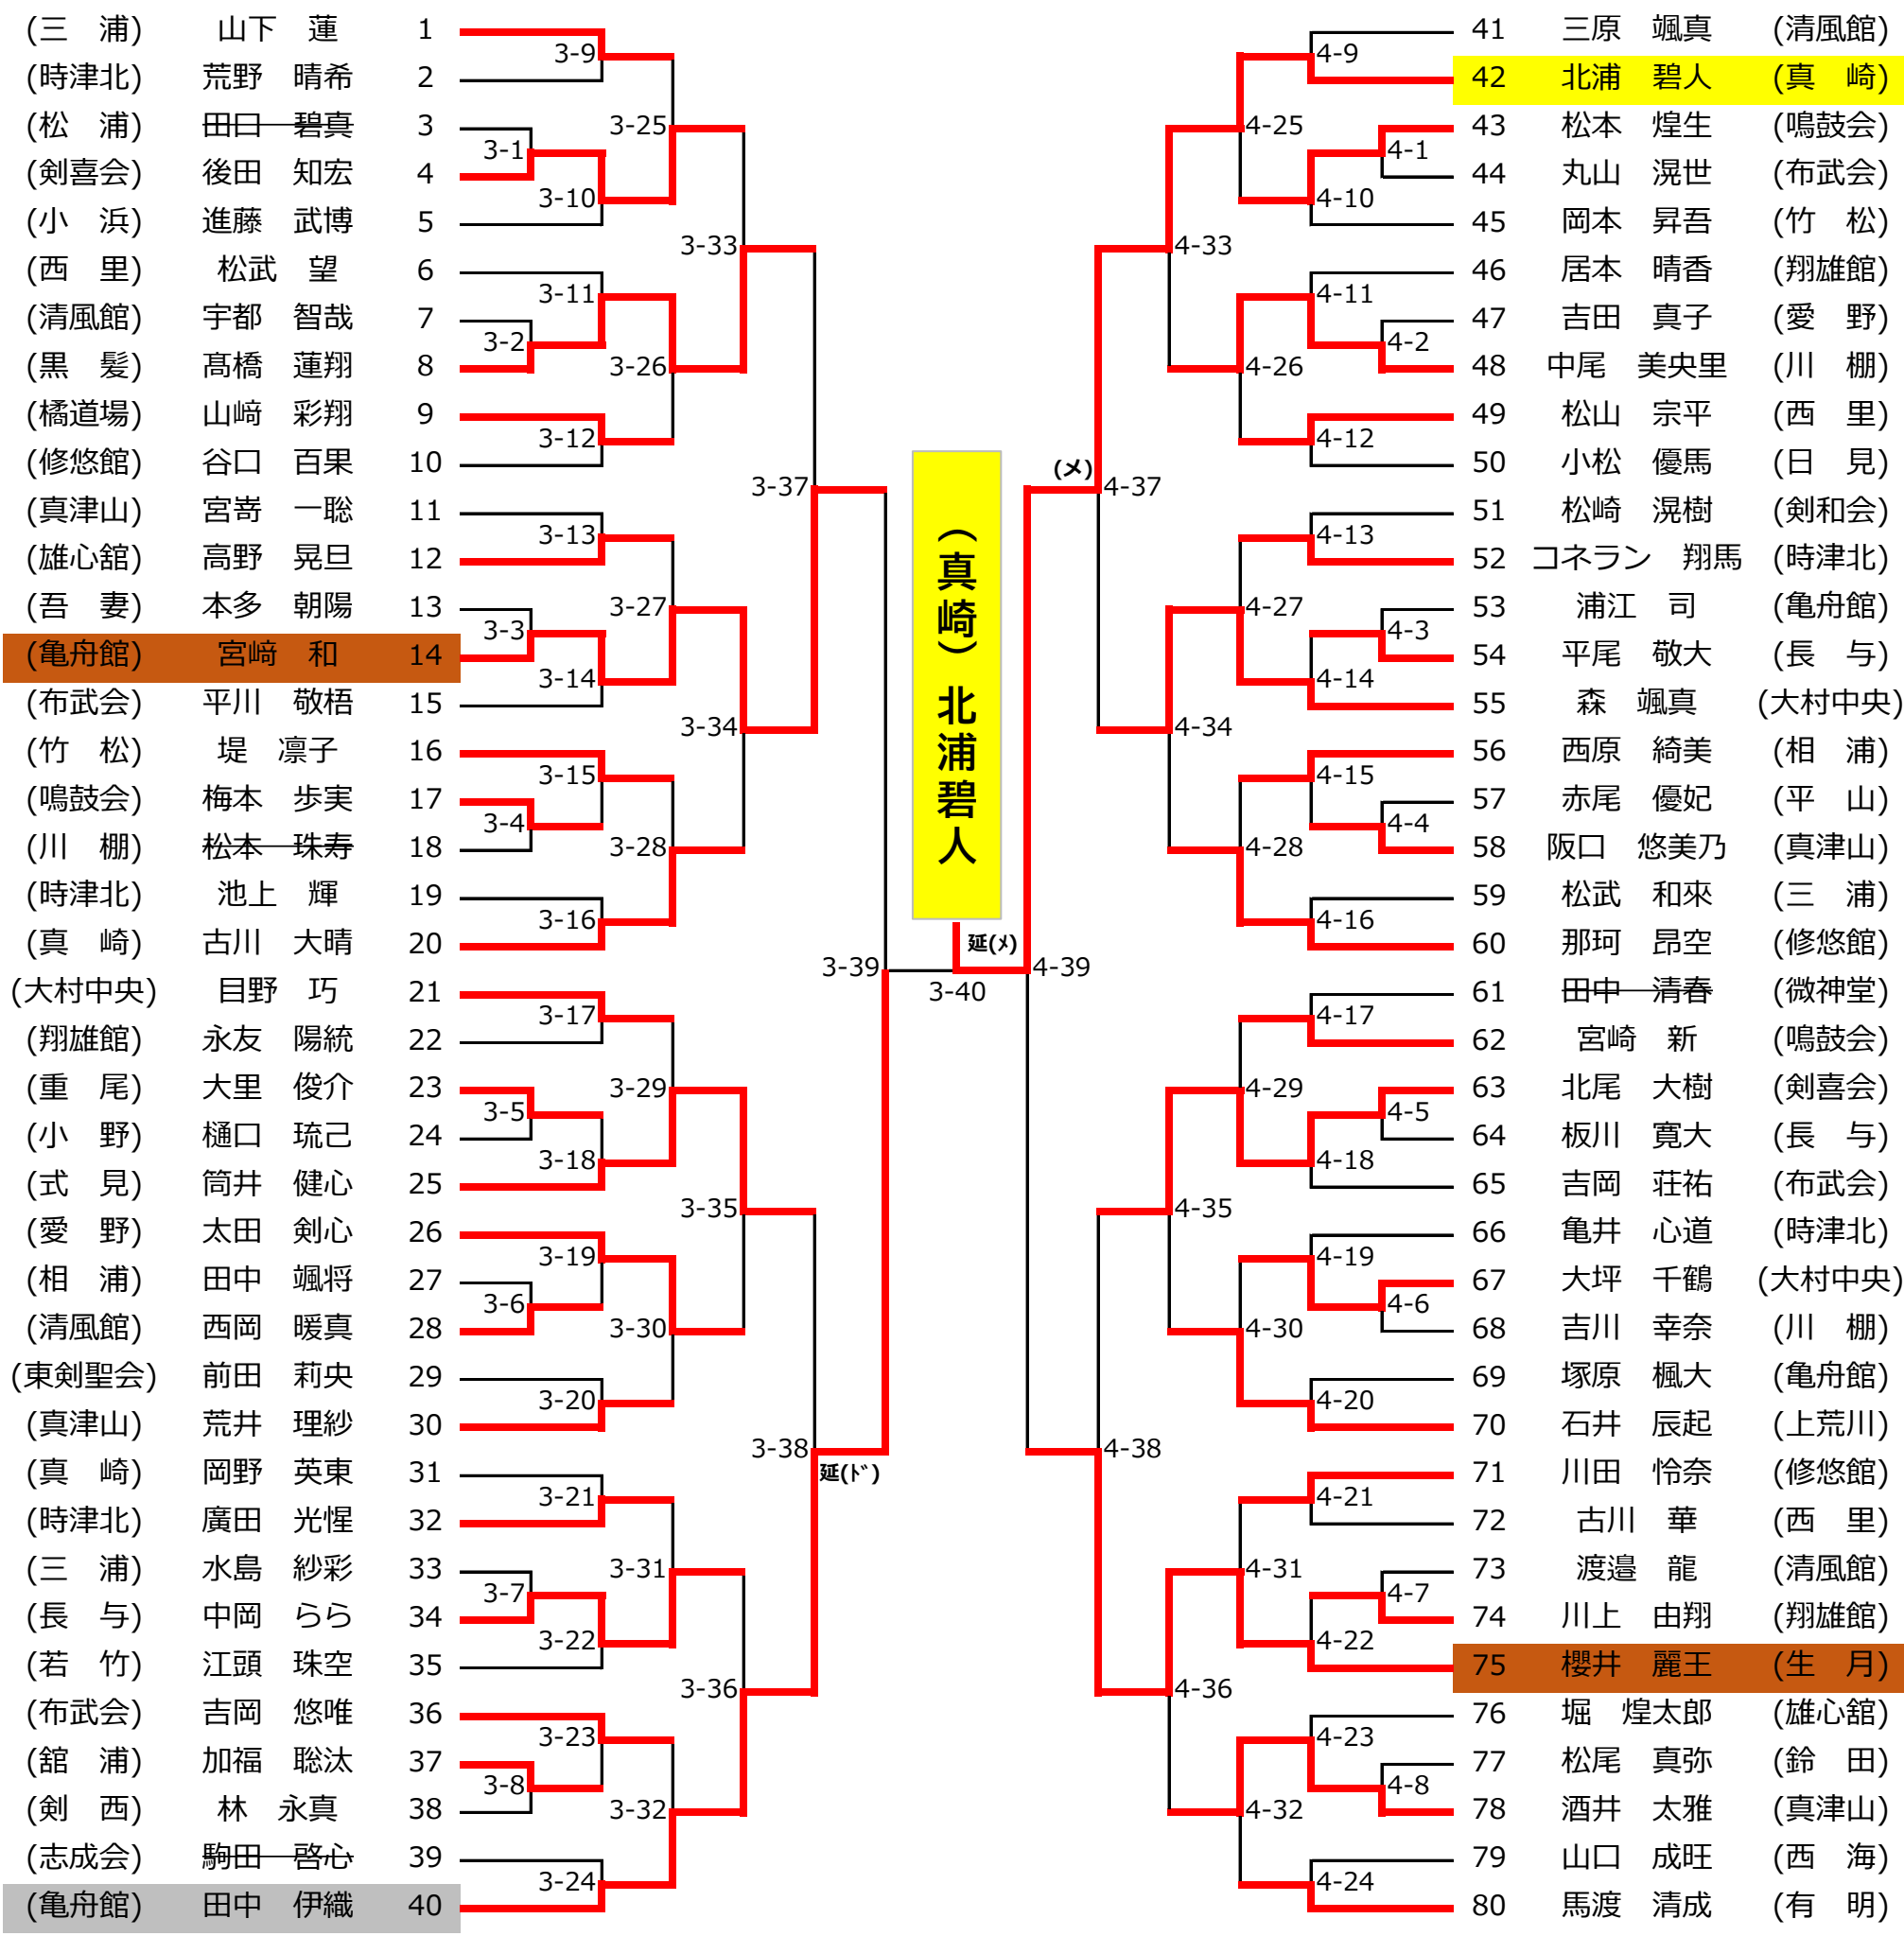 (三　浦)　山下　蓮　1
(時津北)　荒野　晴希　2
(松　浦)　田口　碧真　3
(剣喜会)　後田　知宏　4
(小　浜)　進藤　武博　5
(西　里)　松武　望　6
(清風館)　宇都　智哉　7
(黒　髪)　髙橋　蓮翔　8
(橘道場)　山﨑　彩翔　9
(修悠館)　谷口　百果　10
(真津山)　宮嵜　一聡　11
(雄心舘)　高野　晃旦　12
(吾　妻)　本多　朝陽　13
(亀舟館)　宮﨑　和　14
(布武会)　平川　敬梧　15
(竹　松)　堤　凛子　16
(鳴鼓会)　梅本　歩実　17
(川　棚)　松本　珠寿　18
(時津北)　池上　輝　19
(真　崎)　古川　大晴　20
(大村中央)　目野　巧　21
(翔雄館)　永友　陽統　22
(重　尾)　大里　俊介　23
(小　野)　樋口　琉己　24
(式　見)　筒井　健心　25
(愛　野)　太田　剣心　26
(相　浦)　田中　颯将　27
(清風館)　西岡　暖真　28
(東剣聖会)　前田　莉央　29
(真津山)　荒井　理紗　30
(真　崎)　岡野　英東　31
(時津北)　廣田　光惺　32
(三　浦)　水島　紗彩　33
(長　与)　中岡　らら　34
(若　竹)　江頭　珠空　35
(布武会)　吉岡　悠唯　36
(舘　浦)　加福　聡汰　37
(剣　西)　林　永真　38
(志成会)　駒田　啓心　39
(亀舟館)　田中　伊織　40
3-1
3-2
3-3
3-4
3-5
3-6
3-7
3-8
3-9
3-10
3-11
3-12
3-13
3-14
3-15
3-16
3-17
3-18
3-19
3-20
3-21
3-22
3-23
3-24
3-25
3-26
3-27
3-28
3-29
3-30
3-31
3-32
3-33
3-34
3-35
3-36
3-37
3-38
延(ﾄﾞ)
3-39
（真崎）北浦碧人
延(ﾒ)
3-40
(メ)
4-39
4-37
4-38
4-33
4-34
4-35
4-36
4-25
4-26
4-27
4-28
4-29
4-30
4-31
4-32
4-9
4-10
4-11
4-12
4-13
4-14
4-15
4-16
4-17
4-18
4-19
4-20
4-21
4-22
4-23
4-24
4-1
4-2
4-3
4-4
4-5
4-6
4-7
4-8
41　三原　颯真　(清風館)
42　北浦　碧人　(真　崎)
43　松本　煌生　(鳴鼓会)
44　丸山　滉世　(布武会)
45　岡本　昇吾　(竹　松)
46　居本　晴香　(翔雄館)
47　吉田　真子　(愛　野)
48　中尾　美央里　(川　棚)
49　松山　宗平　(西　里)
50　小松　優馬　(日　見)
51　松崎　滉樹　(剣和会)
52　コネラン　翔馬　(時津北)
53　浦江　司　(亀舟館)
54　平尾　敬大　(長　与)
55　森　颯真　(大村中央)
56　西原　綺美　(相　浦)
57　赤尾　優妃　(平　山)
58　阪口　悠美乃　(真津山)
59　松武　和來　(三　浦)
60　那珂　昂空　(修悠館)
61　田中　清春　(微神堂)
62　宮崎　新　(鳴鼓会)
63　北尾　大樹　(剣喜会)
64　板川　寛大　(長　与)
65　吉岡　荘祐　(布武会)
66　亀井　心道　(時津北)
67　大坪　千鶴　(大村中央)
68　吉川　幸奈　(川　棚)
69　塚原　楓大　(亀舟館)
70　石井　辰起　(上荒川)
71　川田　怜奈　(修悠館)
72　古川　華　(西　里)
73　渡邉　龍　(清風館)
74　川上　由翔　(翔雄館)
75　櫻井　麗王　(生　月)
76　堀　煌太郎　(雄心舘)
77　松尾　真弥　(鈴　田)
78　酒井　太雅　(真津山)
79　山口　成旺　(西　海)
80　馬渡　清成　(有　明)